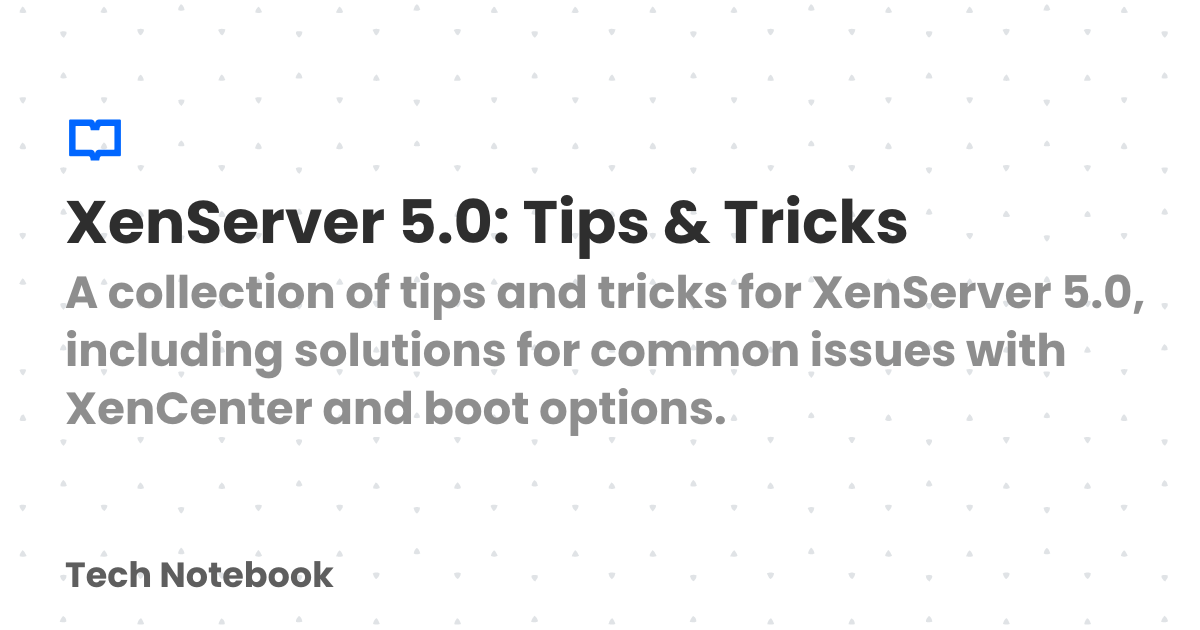 XenServer 5.0: Tips & Tricks
A collection of tips and tricks for XenServer 5.0,
including solutions for common issues with
XenCenter and boot options.
Tech Notebook